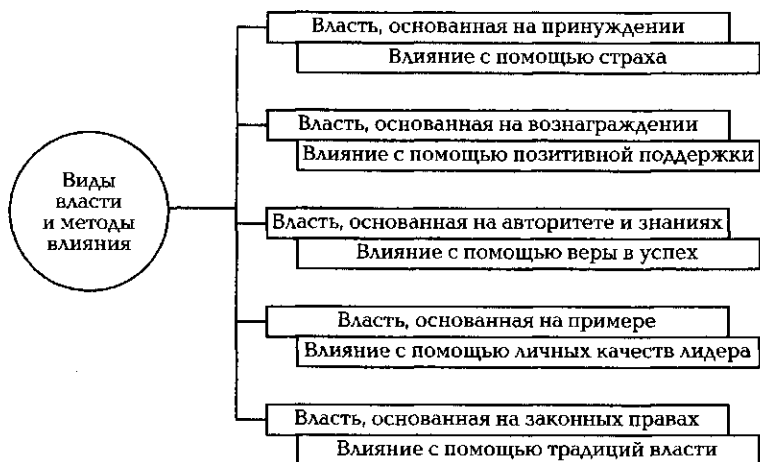 Виды
власти
и методы
влияния
Власть, основанная на принуждении
Влияние с помощью страха
Власть, основанная на вознаграждении
Влияние с помощью позитивной поддержки
Власть, основанная на авторитете и знаниях
Влияние с помощью веры в успех
Власть, основанная на примере
Влияние с помощью личных качеств лидера
Власть, основанная на законных правах
Влияние с помощью традиций власти